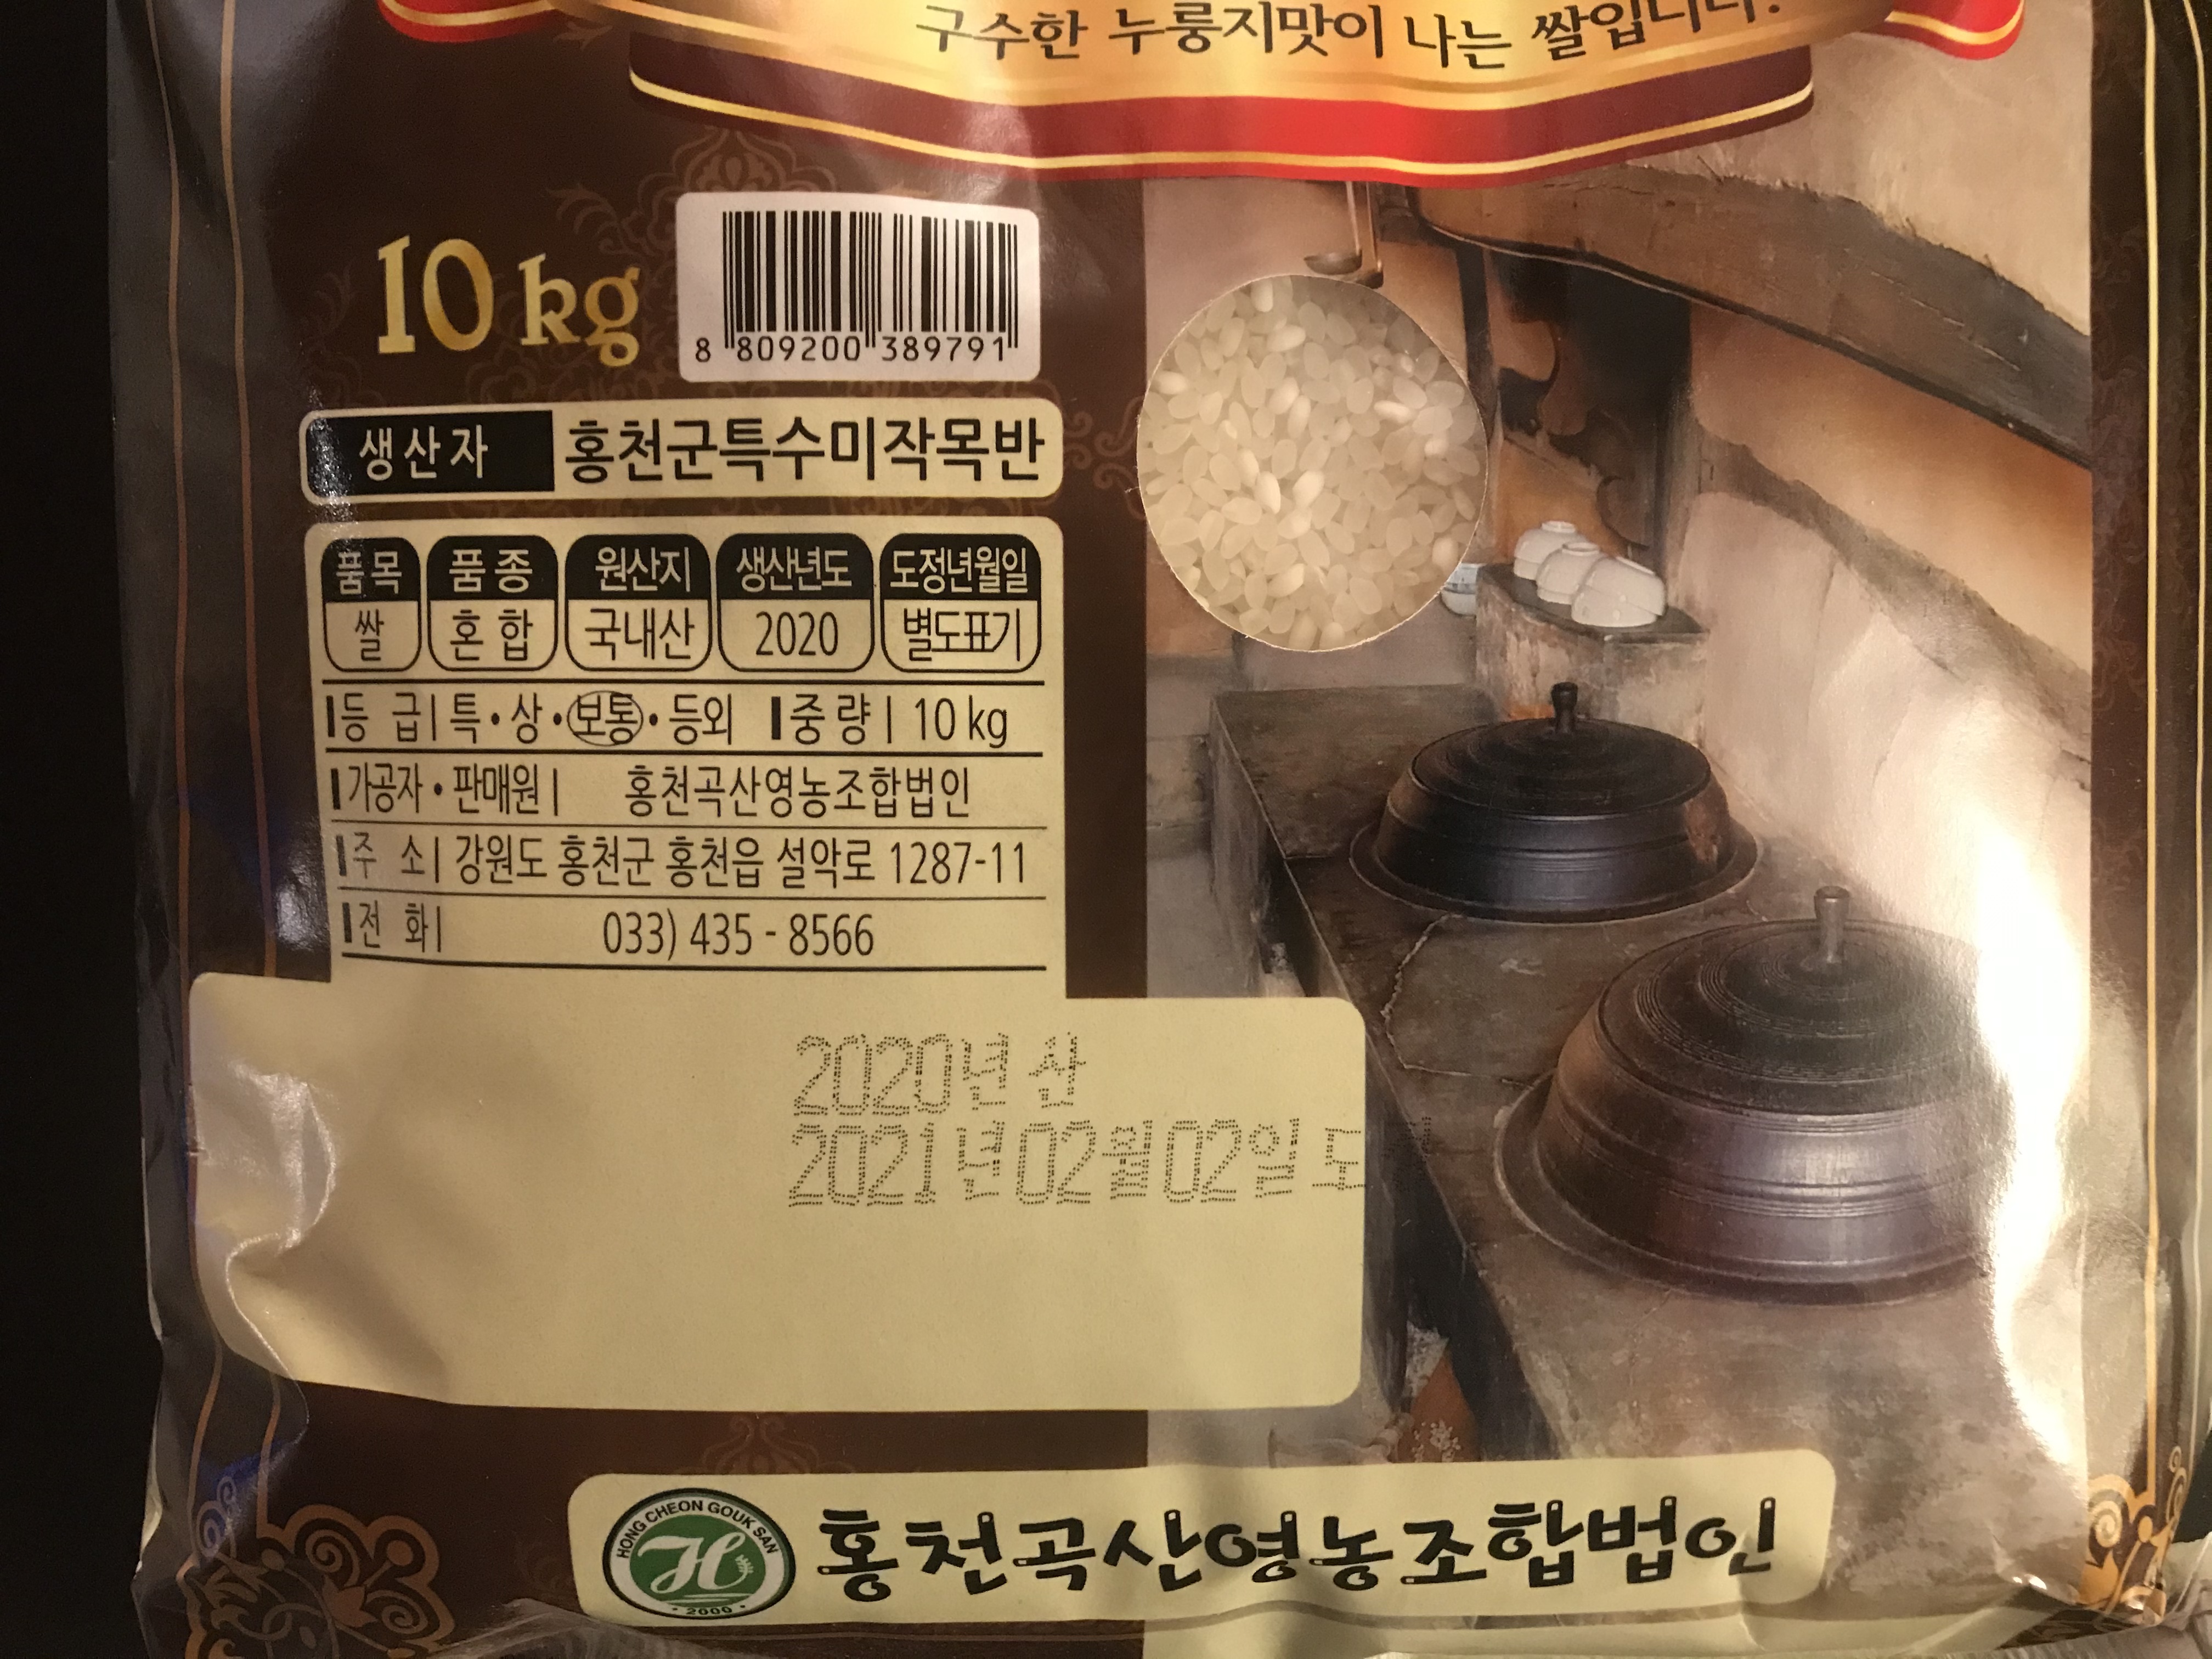 구수한 누룽지맛이 나는 쌀입니다.
10 kg
8 809200 389791
생산자 홍천군특수미작목반
품목 품종 원산지 생산년도 도정년월일
쌀 혼합 국내산 2020 별도표기
등 급 | 특 · 상 · 보통 · 등외 중량 | 10 kg
가공자 · 판매원 | 홍천곡산영농조합법인
주 소 | 강원도 홍천군 홍천읍 설악로 1287-11
전 화 | 033) 435 - 8566
2020년 산
2021년 02월 02일 도
HONG CHEON GOUK SAN
H
· 2000 ·
홍천곡산영농조합법인